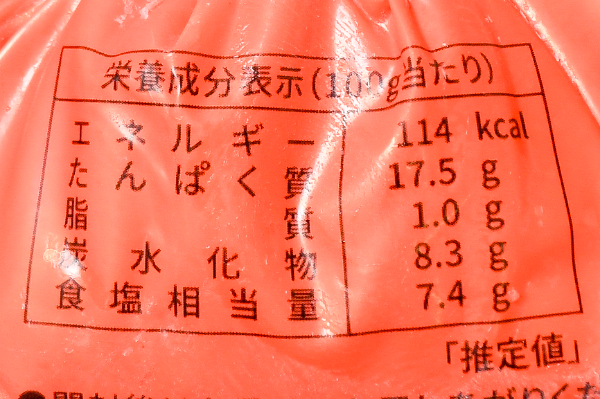 栄養成分表示(100g当たり)
エネルギー 114 kcal
たんぱく質 17.5 g
脂質 1.0 g
炭水化物 8.3 g
食塩相当量 7.4 g
「推定値」